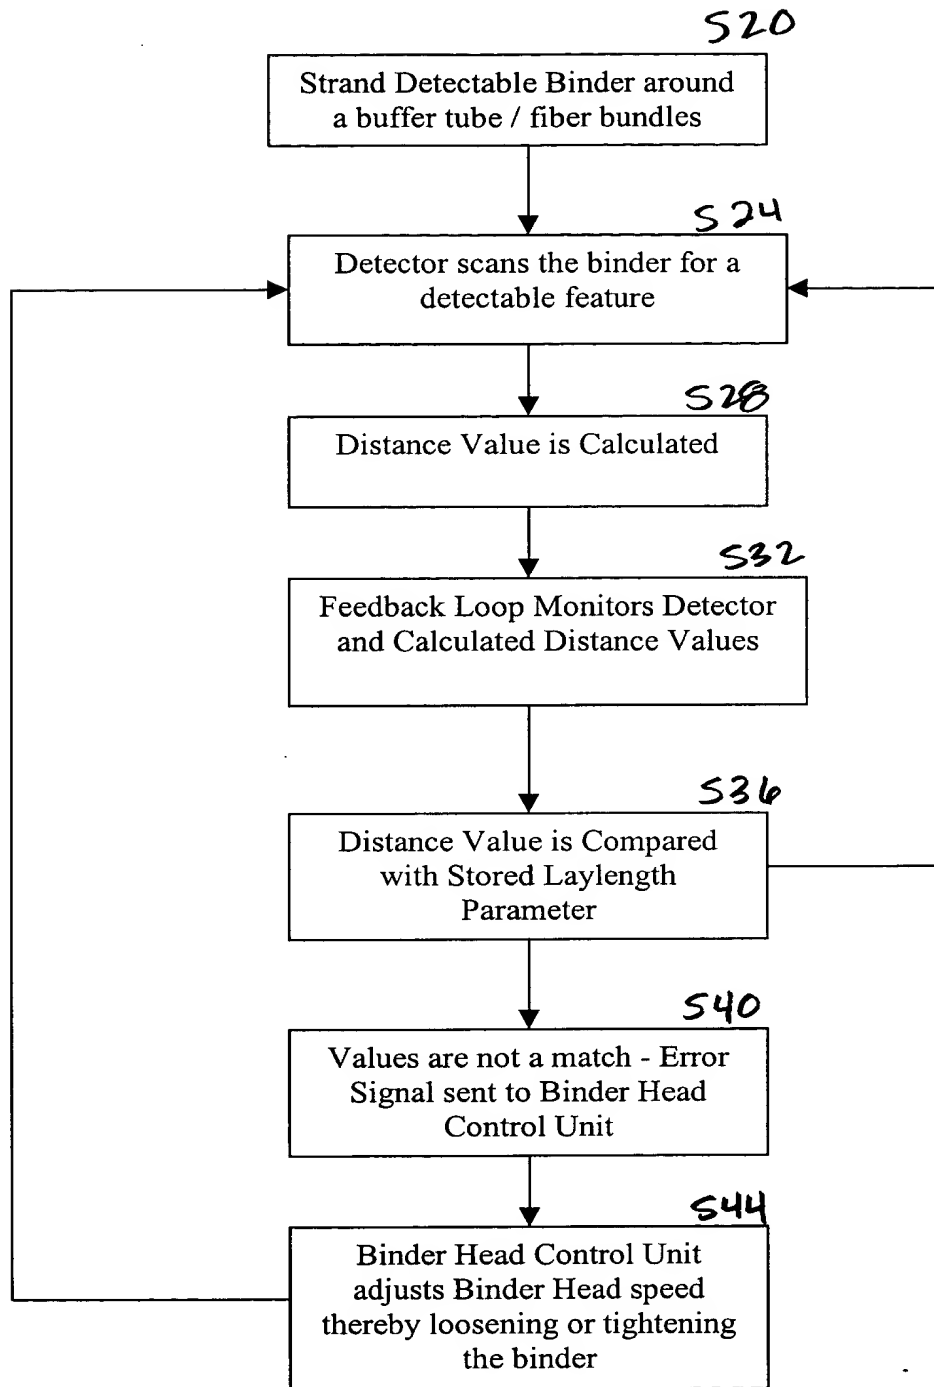 S20
Strand Detectable Binder around
a buffer tube / fiber bundles
S24
Detector scans the binder for a
detectable feature
S28
Distance Value is Calculated
S32
Feedback Loop Monitors Detector
and Calculated Distance Values
S36
Distance Value is Compared
with Stored Laylength
Parameter
S40
Values are not a match - Error
Signal sent to Binder Head
Control Unit
S44
Binder Head Control Unit
adjusts Binder Head speed
thereby loosening or tightening
the binder